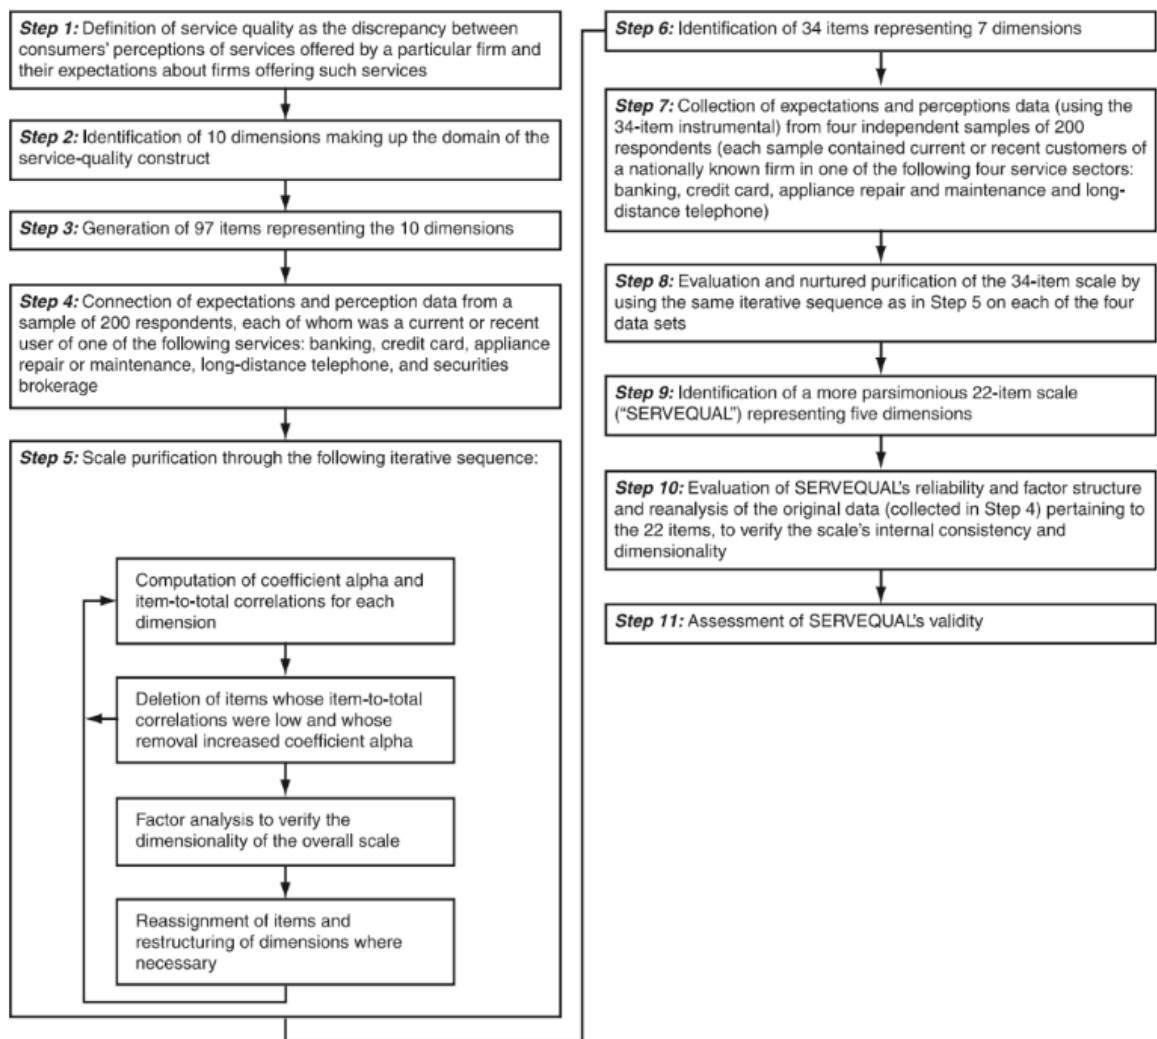 Step 1: Definition of service quality as the discrepancy between
consumers' perceptions of services offered by a particular firm and
their expectations about firms offering such services
Step 2: Identification of 10 dimensions making up the domain of the
service-quality construct
Step 3: Generation of 97 items representing the 10 dimensions
Step 4: Connection of expectations and perception data from a
sample of 200 respondents, each of whom was a current or recent
user of one of the following services: banking, credit card, appliance
repair or maintenance, long-distance telephone, and securities
brokerage
Step 5: Scale purification through the following iterative sequence:
Computation of coefficient alpha and
item-to-total correlations for each
dimension
Deletion of items whose item-to-total
correlations were low and whose
removal increased coefficient alpha
Factor analysis to verify the
dimensionality of the overall scale
Reassignment of items and
restructuring of dimensions where
necessary
Step 6: Identification of 34 items representing 7 dimensions
Step 7: Collection of expectations and perceptions data (using the
34-item instrumental) from four independent samples of 200
respondents (each sample contained current or recent customers of
a nationally known firm in one of the following four service sectors:
banking, credit card, appliance repair and maintenance and long-
distance telephone)
Step 8: Evaluation and nurtured purification of the 34-item scale by
using the same iterative sequence as in Step 5 on each of the four
data sets
Step 9: Identification of a more parsimonious 22-item scale
("SERVEQUAL") representing five dimensions
Step 10: Evaluation of SERVEQUAL's reliability and factor structure
and reanalysis of the original data (collected in Step 4) pertaining to
the 22 items, to verify the scale's internal consistency and
dimensionality
Step 11: Assessment of SERVEQUAL's validity